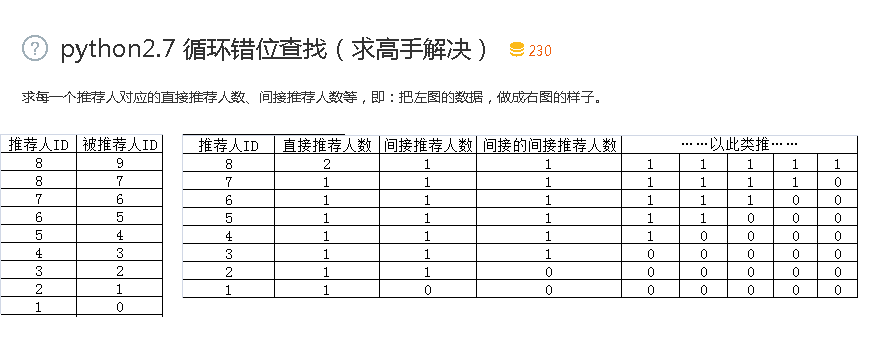 ? python2.7 循环错位查找（求高手解决） 230
求每一个推荐人对应的直接推荐人数、间接推荐人数等，即：把左图的数据，做成右图的样子。
推荐人ID 被推荐人ID
8 9
8 7
7 6
6 5
5 4
4 3
3 2
2 1
1 0
推荐人ID 直接推荐人数 间接推荐人数 间接的间接推荐人数 ……以此类推……
8 2 1 1 1 1 1 1 1
7 1 1 1 1 1 1 1 0
6 1 1 1 1 1 1 0 0
5 1 1 1 1 1 0 0 0
4 1 1 1 1 0 0 0 0
3 1 1 1 0 0 0 0 0
2 1 1 0 0 0 0 0 0
1 1 0 0 0 0 0 0 0